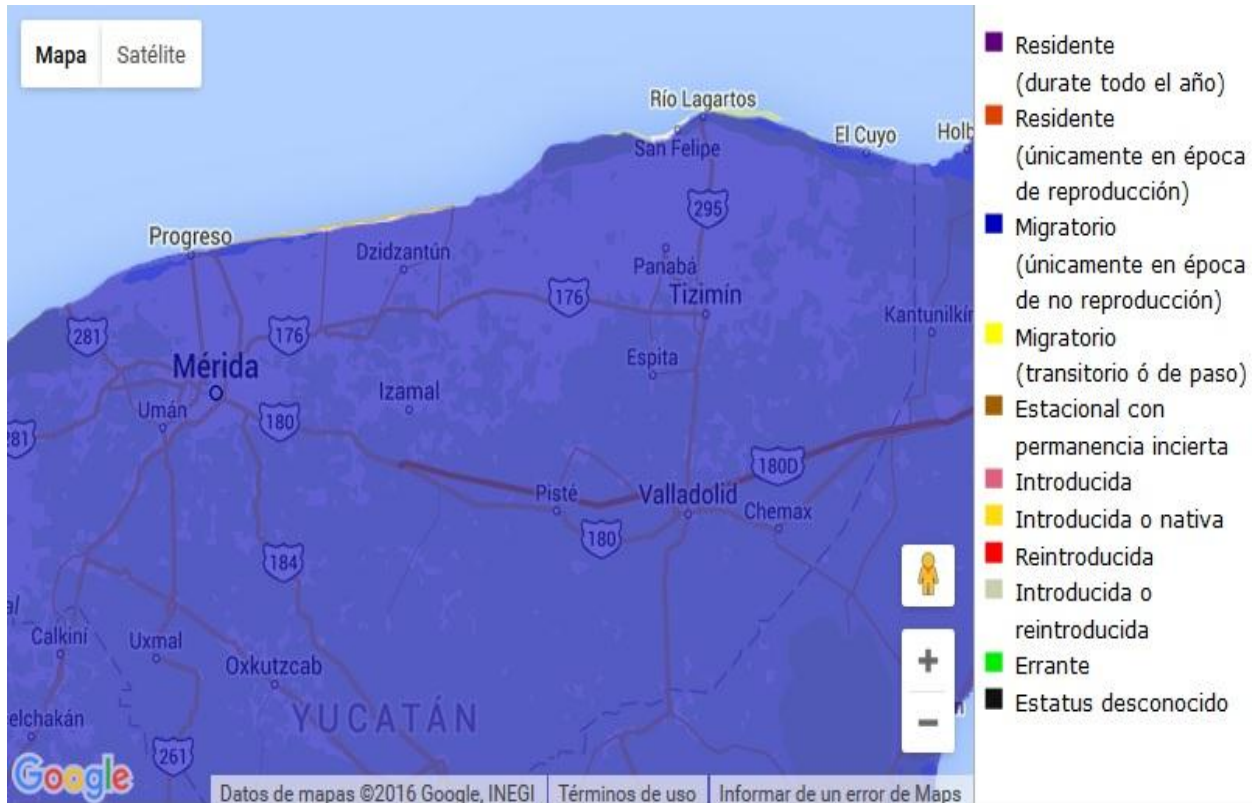 Mapa Satélite
Río Lagartos
San Felipe
El Cuyo
Holb
295
Progreso
Dzidzantún
Panabá
Tizimín
176
Kantunilkír
281
176
Mérida
Espita
Izamal
Umán
281
180
180D
Pisté
Valladolid
Chemax
180
184
Calkiní
Uxmal
Oxkutzcab
YUCATÁN
elchakán
261
+
−
Google
Datos de mapas ©2016 Google, INEGI
Términos de uso
Informar de un error de Maps
Residente
(durate todo el año)
Residente
(únicamente en época
de reproducción)
Migratorio
(únicamente en época
de no reproducción)
Migratorio
(transitorio ó de paso)
Estacional con
permanencia incierta
Introducida
Introducida o nativa
Reintroducida
Introducida o
reintroducida
Errante
Estatus desconocido